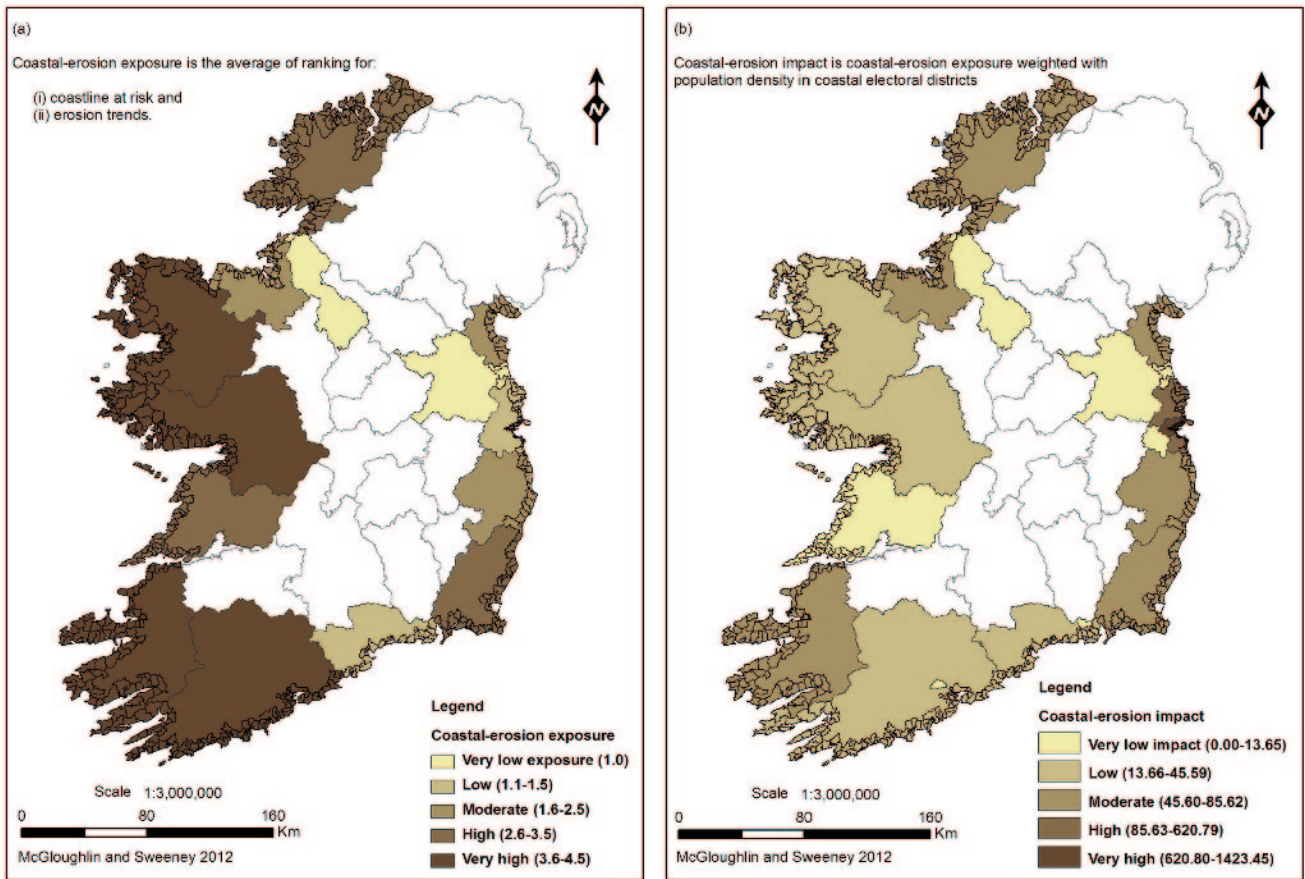 (a)
Coastal-erosion exposure is the average of ranking for:
(i) coastline at risk and
(ii) erosion trends.
N
Legend
Coastal-erosion exposure
Very low exposure (1.0)
Low (1.1-1.5)
Moderate (1.6-2.5)
High (2.6-3.5)
Very high (3.6-4.5)
Scale 1:3,000,000
0 80 160
Km
McGloughlin and Sweeney 2012
(b)
Coastal-erosion impact is coastal-erosion exposure weighted with
population density in coastal electoral districts
N
Legend
Coastal-erosion impact
Very low impact (0.00-13.65)
Low (13.66-45.59)
Moderate (45.60-85.62)
High (85.63-620.79)
Very high (620.80-1423.45)
Scale 1:3,000,000
0 80 160
Km
McGloughlin and Sweeney 2012